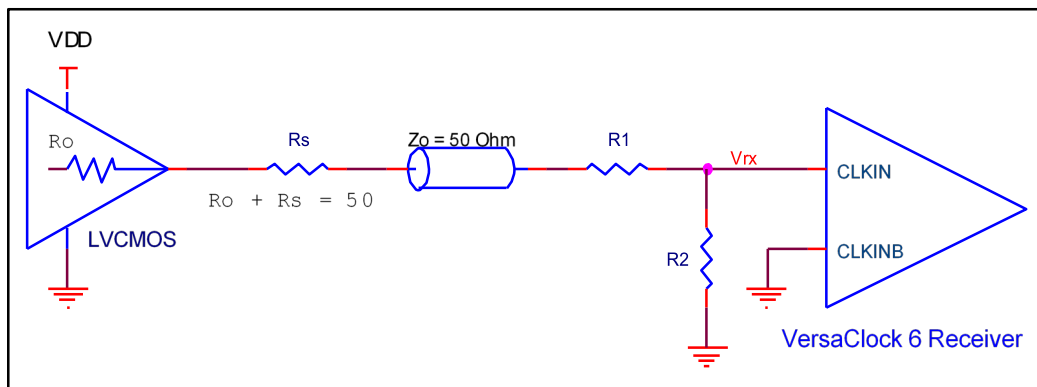 VDD
Ro
Rs
Zo = 50 Ohm
R1
Vrx
CLKIN
Ro + Rs = 50
LVCMOS
CLKINB
R2
VersaClock 6 Receiver